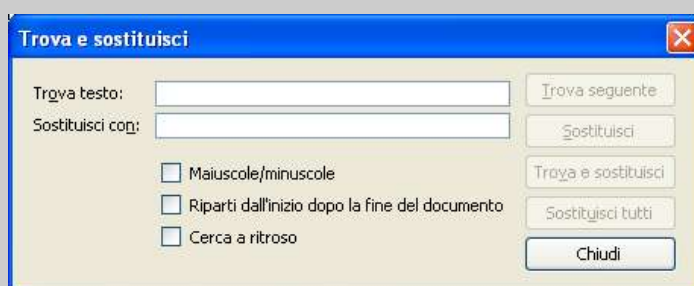 Trova e sostituisci
Trova testo:
Trova seguente
Sostituisci con:
Sostituisci
Maiuscole/minuscole
Trova e sostituisci
Riparti dall'inizio dopo la fine del documento
Sostituisci tutti
Cerca a ritroso
Chiudi